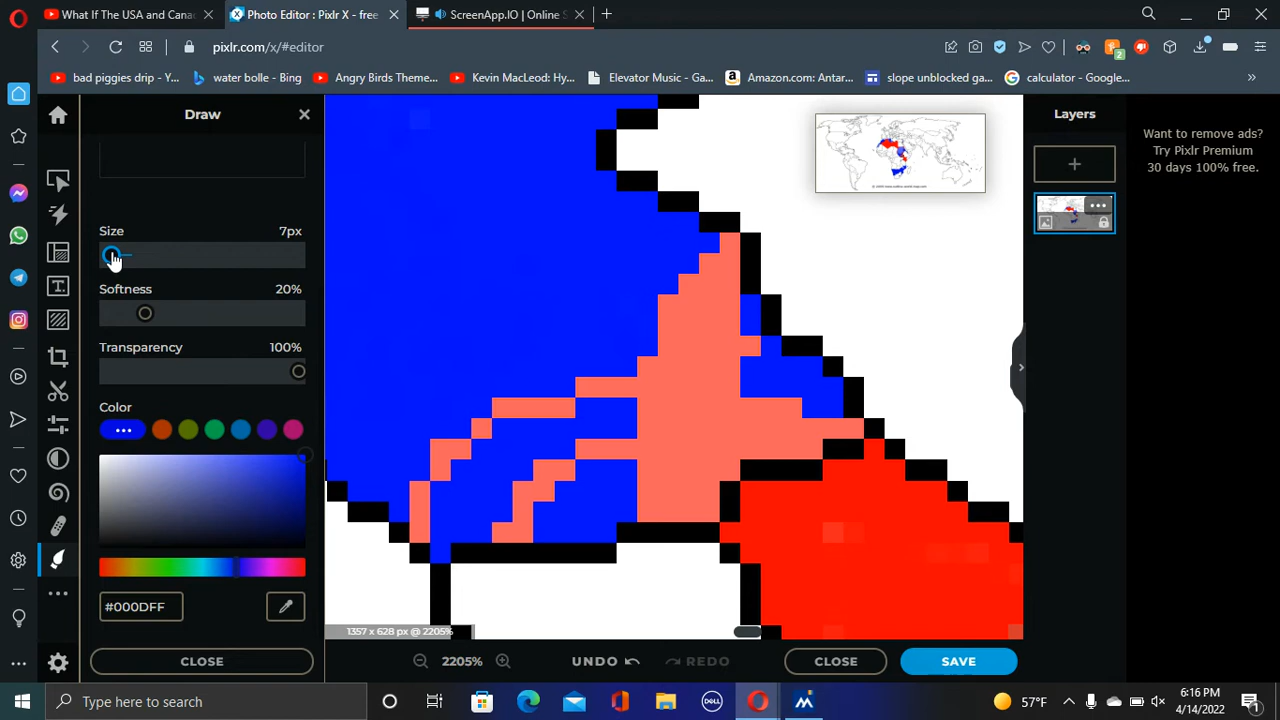 What If The USA and Cana
Photo Editor : Pixlr X - free
ScreenApp.IO | Online S
pixlr.com/x/#editor
2
bad piggies drip - Y...
water bolle - Bing
Angry Birds Theme...
Kevin MacLeod: Hy...
Elevator Music - Ga...
Amazon.com: Antar...
slope unblocked ga...
calculator - Google...
Draw
Layers
Size 7px
Softness 20%
Transparency 100%
Color
#000DFF
CLOSE
Want to remove ads?
Try Pixlr Premium
30 days 100% free.
1357 x 628 px @ 2205%
2205%
UNDO
REDO
CLOSE
SAVE
Type here to search
DELL
57°F
6:16 PM
4/14/2022
1